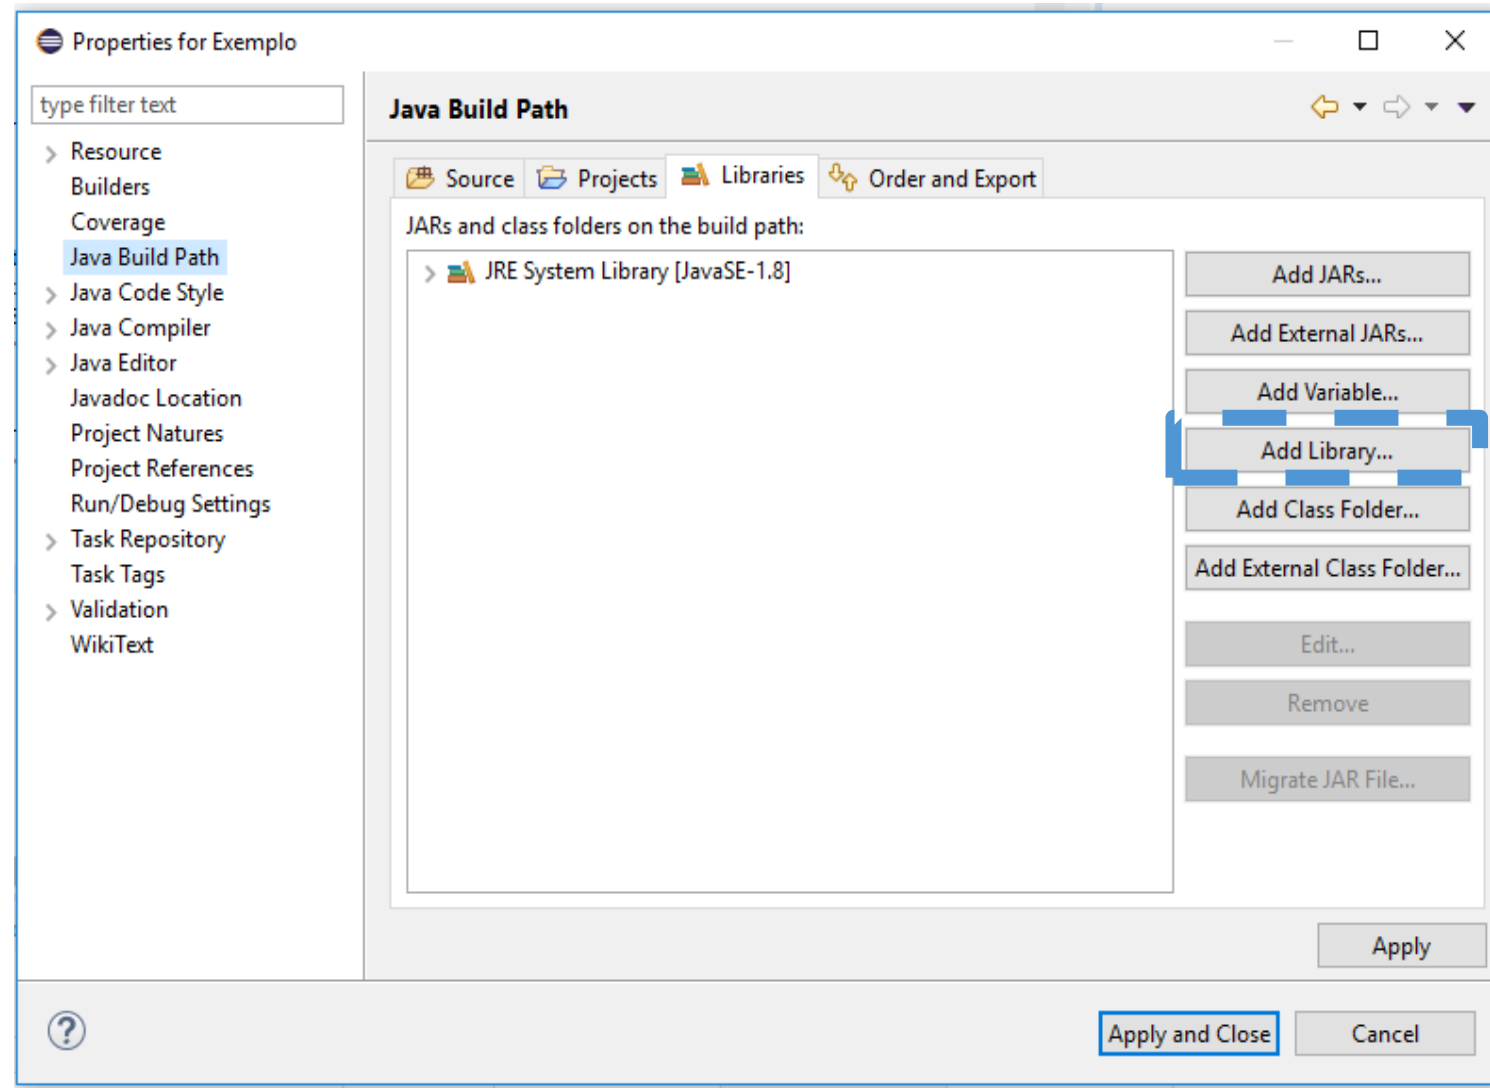 Properties for Exemplo
type filter text
Resource
Builders
Coverage
Java Build Path
Java Code Style
Java Compiler
Java Editor
Javadoc Location
Project Natures
Project References
Run/Debug Settings
Task Repository
Task Tags
Validation
WikiText
Java Build Path
Source Projects Libraries Order and Export
JARs and class folders on the build path:
JRE System Library [JavaSE-1.8]
Add JARs...
Add External JARs...
Add Variable...
Add Library...
Add Class Folder...
Add External Class Folder...
Edit...
Remove
Migrate JAR File...
Apply
?
Apply and Close Cancel